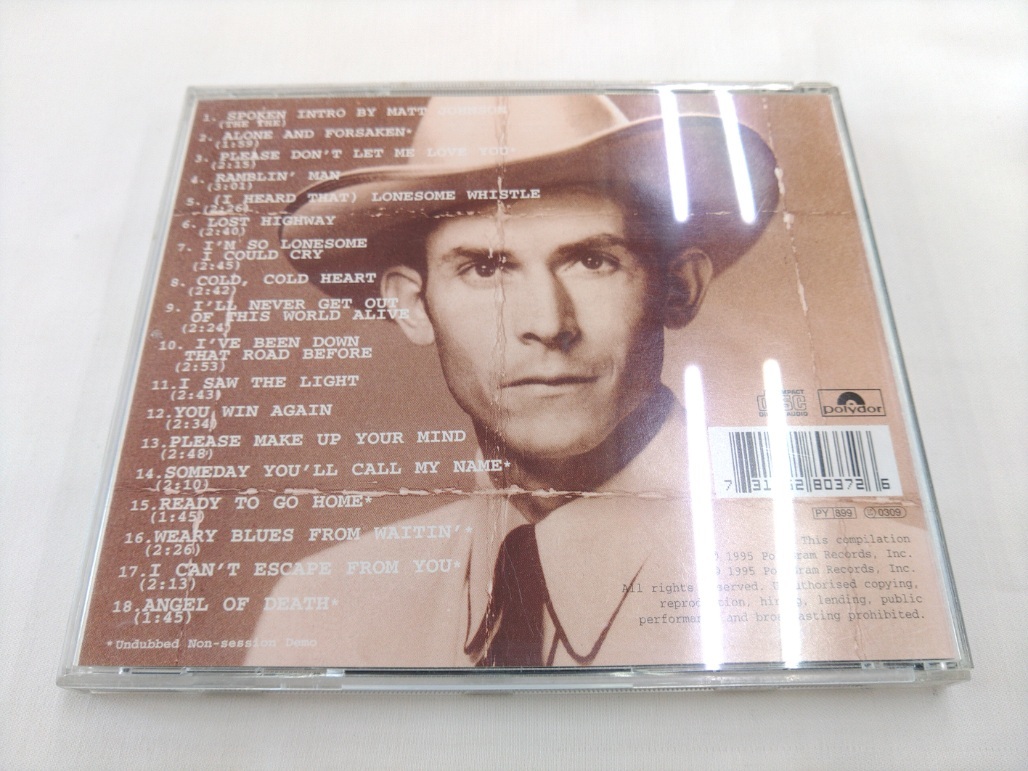 1. SPOKEN INTRO BY MATT JOHNSON
(THE THE)
2. ALONE AND FORSAKEN*
(1:59)
3. PLEASE DON'T LET ME LOVE YOU*
(2:15)
4. RAMBLIN' MAN
(3:01)
5. (I HEARD THAT) LONESOME WHISTLE
(2:26)
6. LOST HIGHWAY
(2:40)
7. I'M SO LONESOME
I COULD CRY
(2:45)
8. COLD, COLD HEART
(2:42)
9. I'LL NEVER GET OUT
OF THIS WORLD ALIVE
(2:24)
10. I'VE BEEN DOWN
THAT ROAD BEFORE
(2:53)
11. I SAW THE LIGHT
(2:43)
12. YOU WIN AGAIN
(2:34)
13. PLEASE MAKE UP YOUR MIND
(2:48)
14. SOMEDAY YOU'LL CALL MY NAME*
(2:10)
15. READY TO GO HOME*
(1:45)
16. WEARY BLUES FROM WAITIN'*
(2:26)
17. I CAN'T ESCAPE FROM YOU*
(2:13)
18. ANGEL OF DEATH*
(1:45)
*Undubbed Non-session Demo
COMPACT
disc
DIGITAL AUDIO
polydor
80372 6
PY 899 0309
This compilation
1995 PolyGram Records, Inc.
1995 PolyGram Records, Inc.
All rights reserved. Unauthorised copying,
reproduction, hiring, lending, public
performance and broadcasting prohibited.